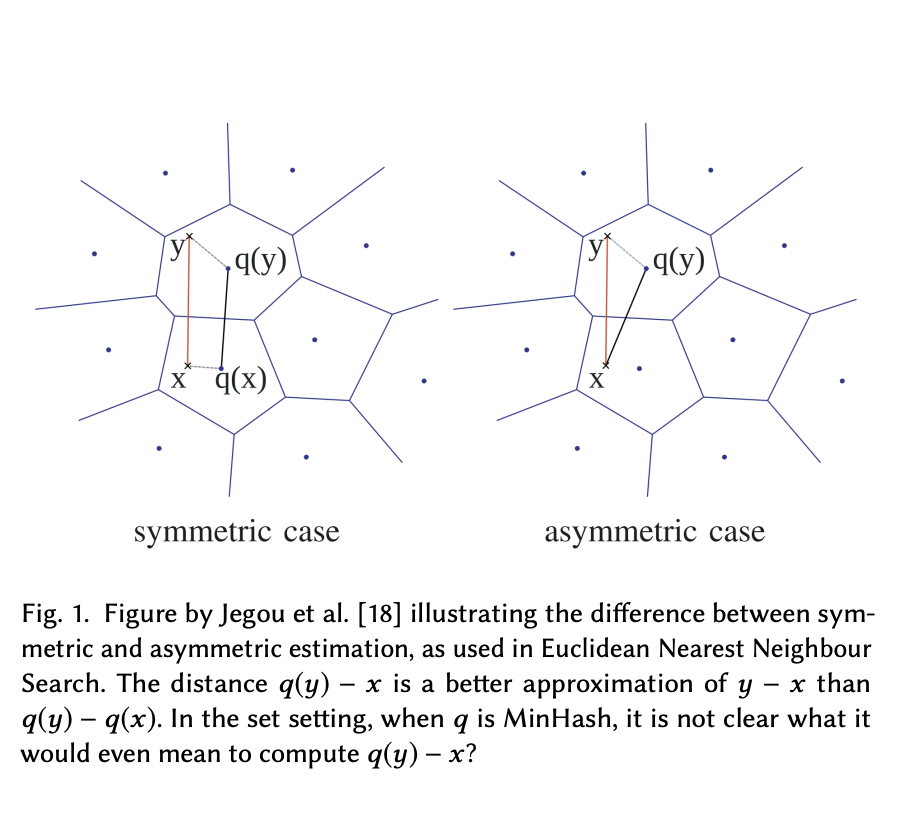 y
q(y)
x
q(x)
y
q(y)
x
symmetric case
asymmetric case
Fig. 1. Figure by Jegou et al. [18] illustrating the difference between sym-
metric and asymmetric estimation, as used in Euclidean Nearest Neighbour
Search. The distance q(y) − x is a better approximation of y − x than
q(y) − q(x). In the set setting, when q is MinHash, it is not clear what it
would even mean to compute q(y) − x?